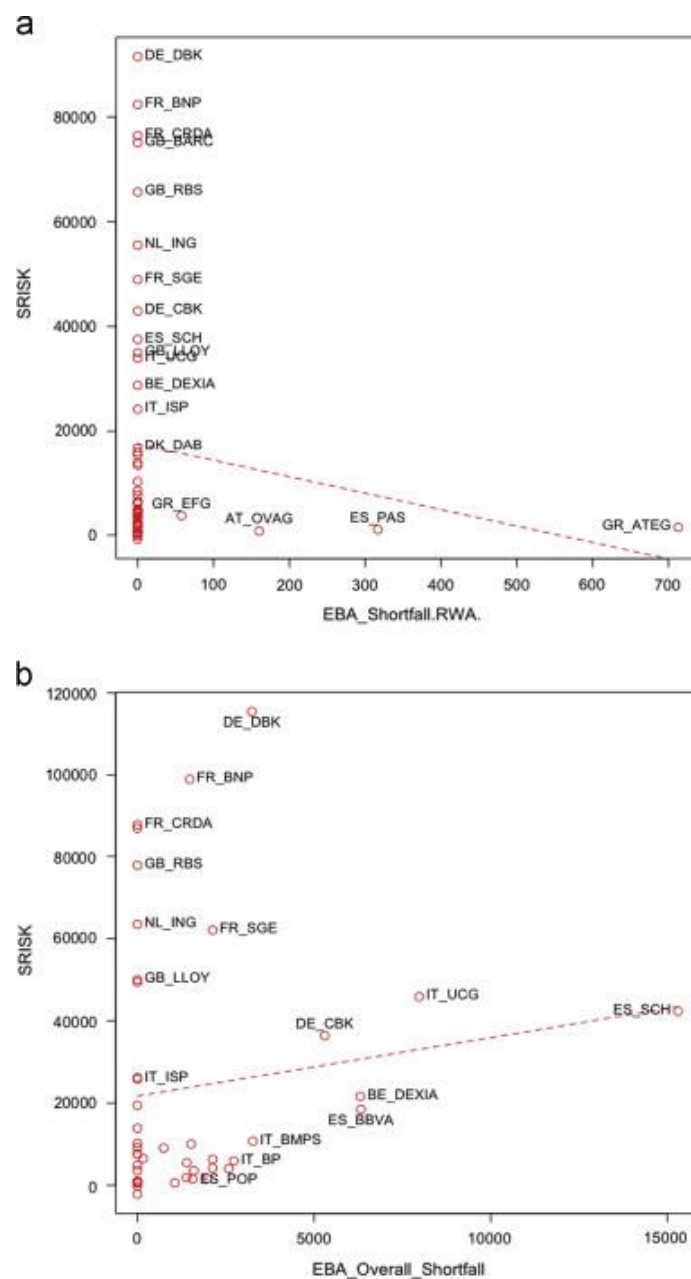 a
DE_DBK
FR_BNP
80000
FR_CRDA
GB_BARC
GB_RBS
60000
NL_ING
FR_SGE
SRISK
DE_CBK
40000
ES_SCH
GB_LLOY
IT_UCG
BE_DEXIA
IT_ISP
20000
DK_DAB
GR_EFG
AT_OVAG
ES_PAS
GR_ATEG
0
0 100 200 300 400 500 600 700
EBA_Shortfall.RWA.
b
120000
DE_DBK
100000
FR_BNP
FR_CRDA
80000
GB_RBS
NL_ING
FR_SGE
60000
SRISK
GB_LLOY
IT_UCG
ES_SCH
40000
DE_CBK
IT_ISP
BE_DEXIA
20000
ES_BBVA
IT_BMPS
IT_BP
ES_POP
0
0 5000 10000 15000
EBA_Overall_Shortfall